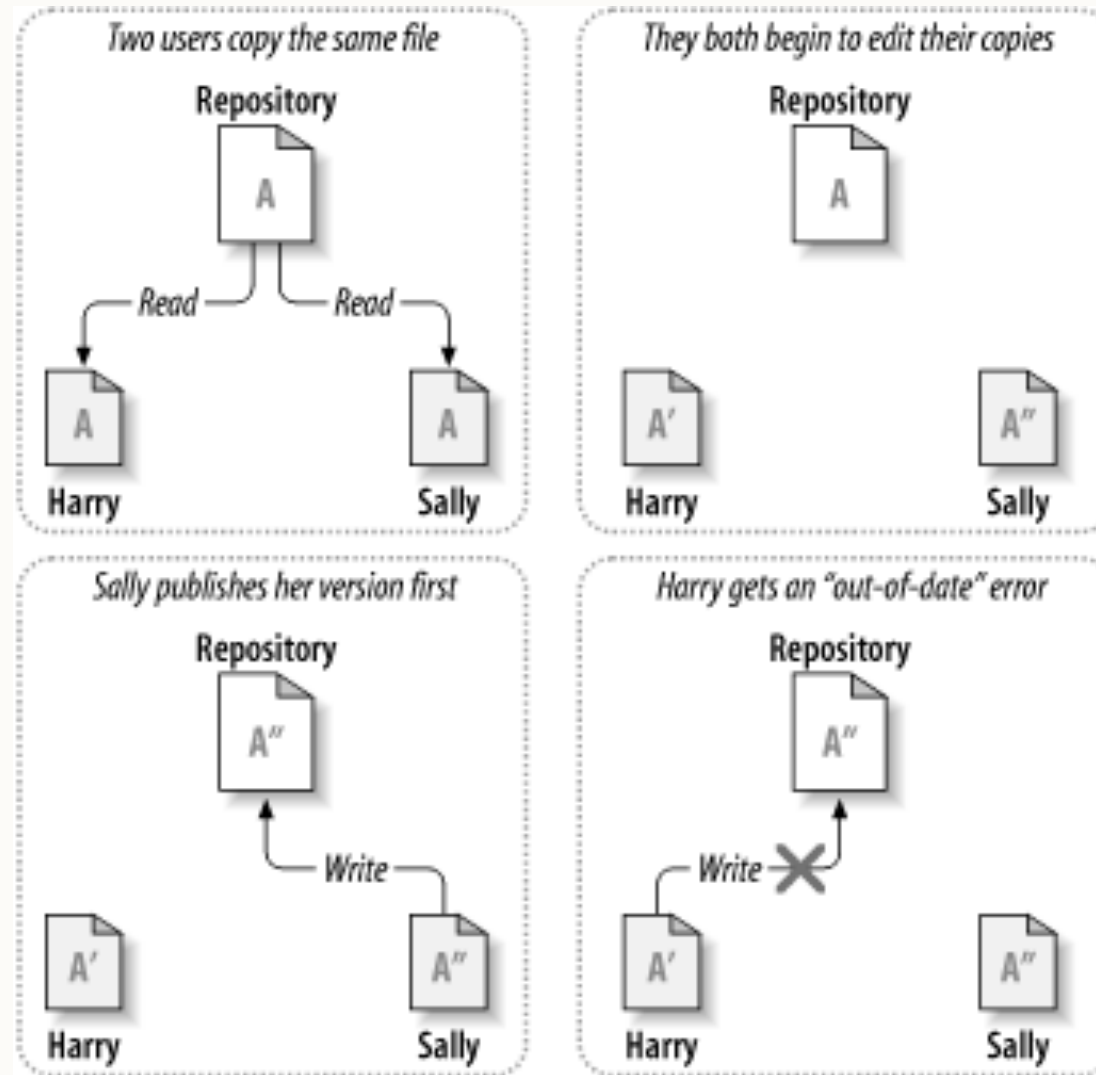 Two users copy the same file
Repository
A
Read
Read
A
A
Harry
Sally
They both begin to edit their copies
Repository
A
A′
A″
Harry
Sally
Sally publishes her version first
Repository
A″
Write
A′
A″
Harry
Sally
Harry gets an “out-of-date” error
Repository
A″
Write
A′
A″
Harry
Sally